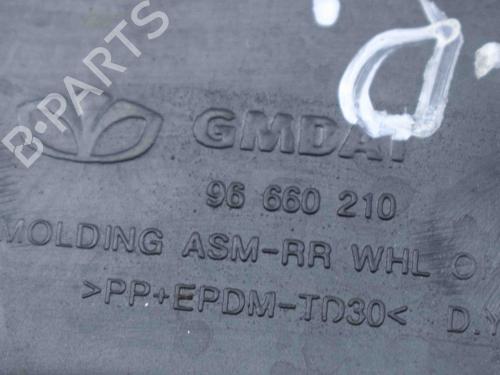 B-PARTS
D.
GMDAT
96 660 210
MOLDING ASM-RR WHL
>PP+EPDM-TD30< D.